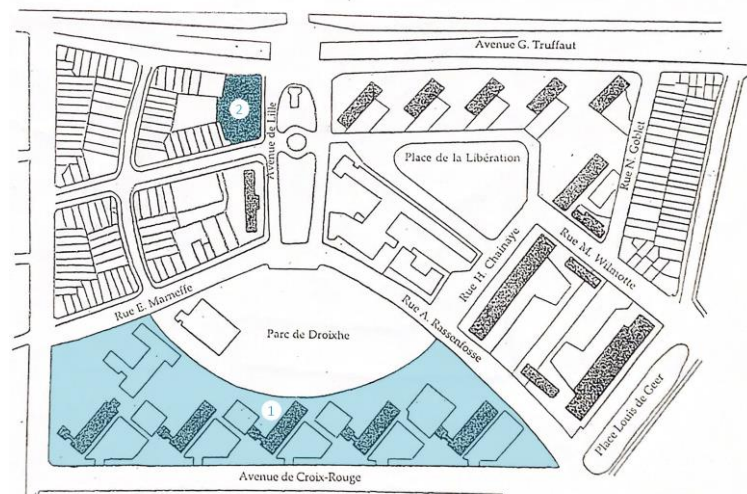 Avenue G. Truffaut
2
Avenue de Lille
Place de la Libération
Rue N. Goblet
Rue M. Wilmotte
Rue H. Chainaye
Rue E. Marneffe
Rue A. Rassenfosse
Parc de Droixhe
1
Place Louis de Geer
Avenue de Croix-Rouge